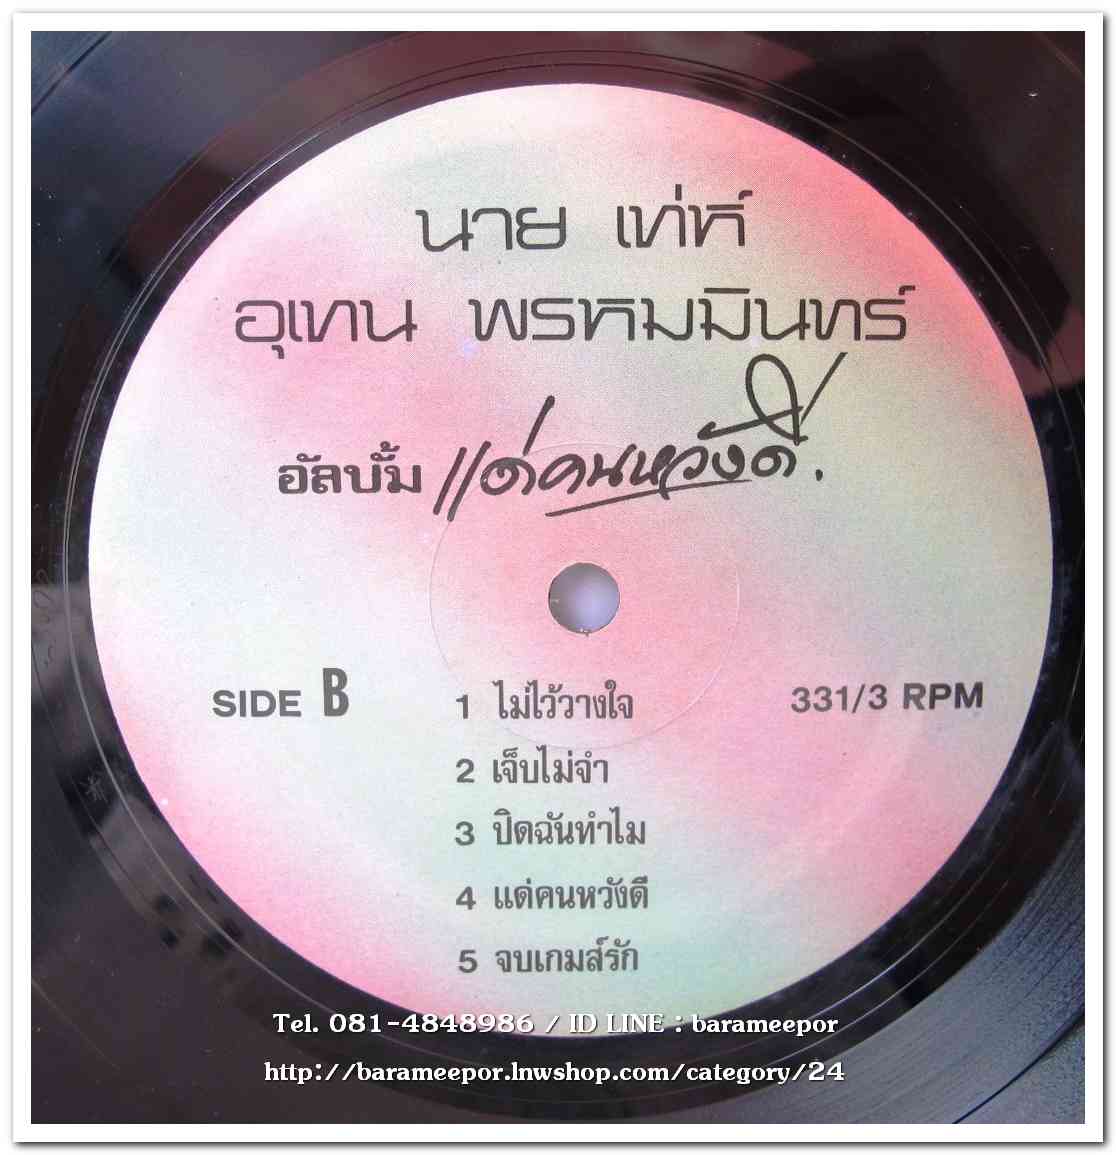 นาย เท่ห์
อุเทน พรหมมินทร์
อัลบั้ม แด่คนหวังดี.
SIDE B
331/3 RPM
1 ไม่ไว้วางใจ
2 เจ็บไม่จำ
3 ปิดฉันทำไม
4 แด่คนหวังดี
5 จบเกมส์รัก
Tel. 081-4848986 / ID LINE : barameepor
http://barameepor.lnwshop.com/category/24